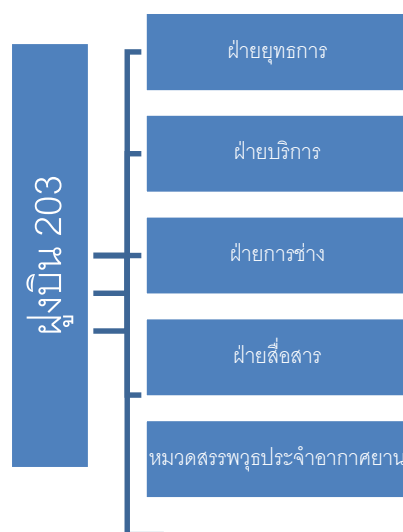 ฝูงบิน 203
ฝ่ายยุทธการ
ฝ่ายบริการ
ฝ่ายการช่าง
ฝ่ายสื่อสาร
หมวดสรรพวุธประจำอากาศยาน